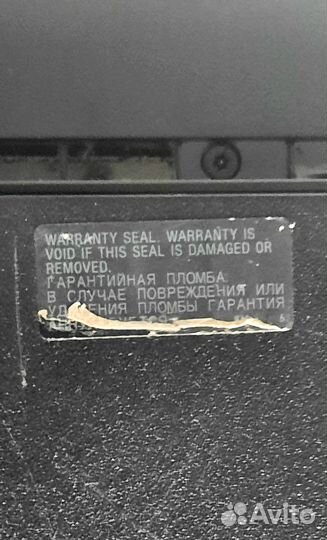 WARRANTY SEAL. WARRANTY IS
VOID IF THIS SEAL IS DAMAGED OR
REMOVED.
ГАРАНТИЙНАЯ ПЛОМБА.
В СЛУЧАЕ ПОВРЕЖДЕНИЯ ИЛИ
УДАЛЕНИЯ ПЛОМБЫ ГАРАНТИЯ
Avito